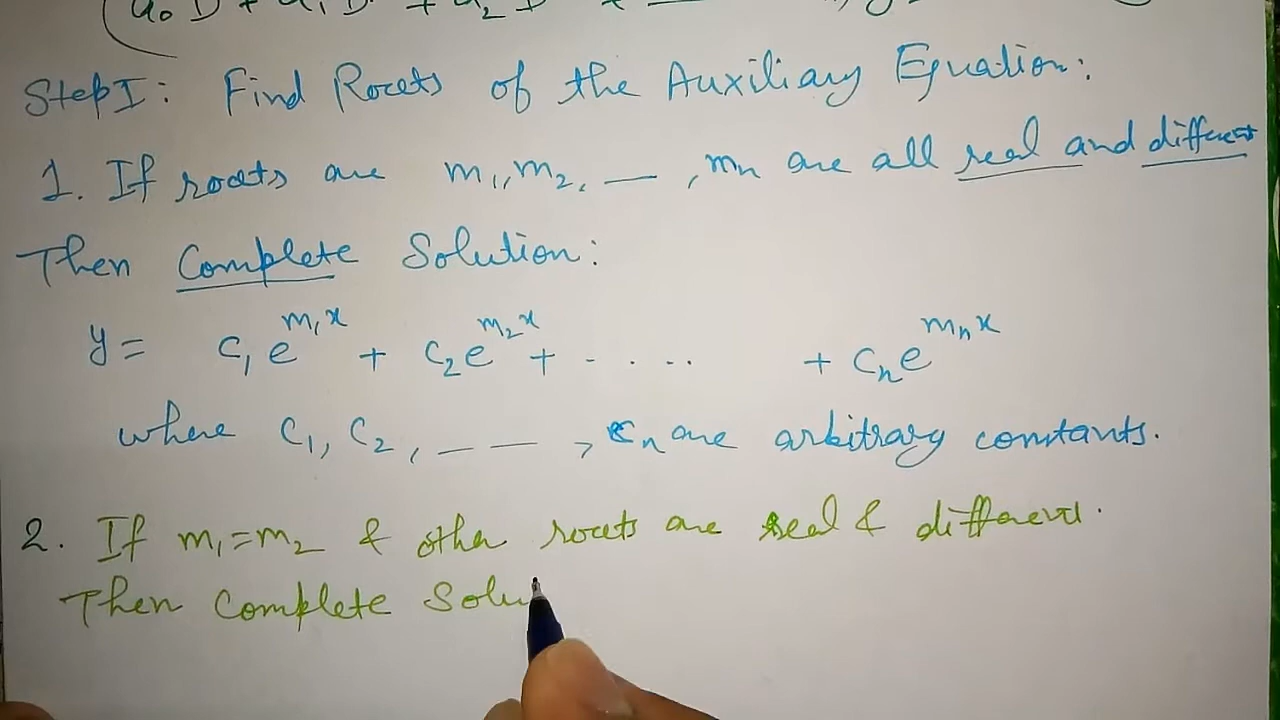 Step I: Find Roots of the Auxiliary Equation:
1. If roots are m₁, m₂, — , mₙ are all real and different
Then Complete Solution:
y = c₁e^{m₁x} + c₂e^{m₂x} + ..... + cₙe^{mₙx}
where c₁, c₂, — — , cₙ are arbitrary constants.
2. If m₁=m₂ & other roots are real & different.
Then Complete Solu